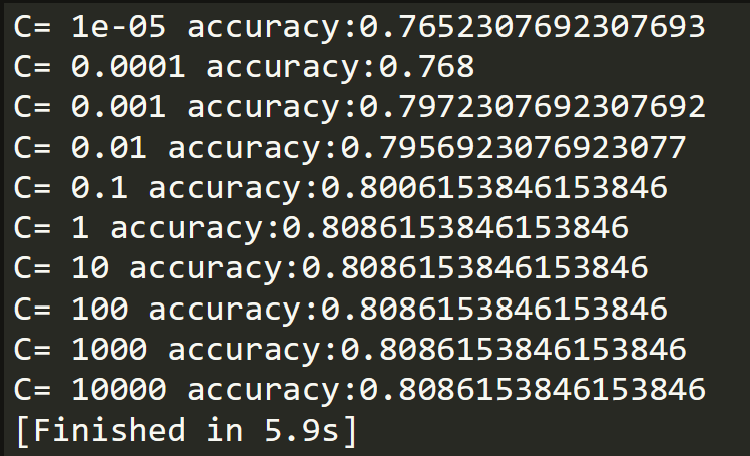 C= 1e-05 accuracy:0.7652307692307693
C= 0.0001 accuracy:0.768
C= 0.001 accuracy:0.7972307692307692
C= 0.01 accuracy:0.7956923076923077
C= 0.1 accuracy:0.8006153846153846
C= 1 accuracy:0.8086153846153846
C= 10 accuracy:0.8086153846153846
C= 100 accuracy:0.8086153846153846
C= 1000 accuracy:0.8086153846153846
C= 10000 accuracy:0.8086153846153846
[Finished in 5.9s]